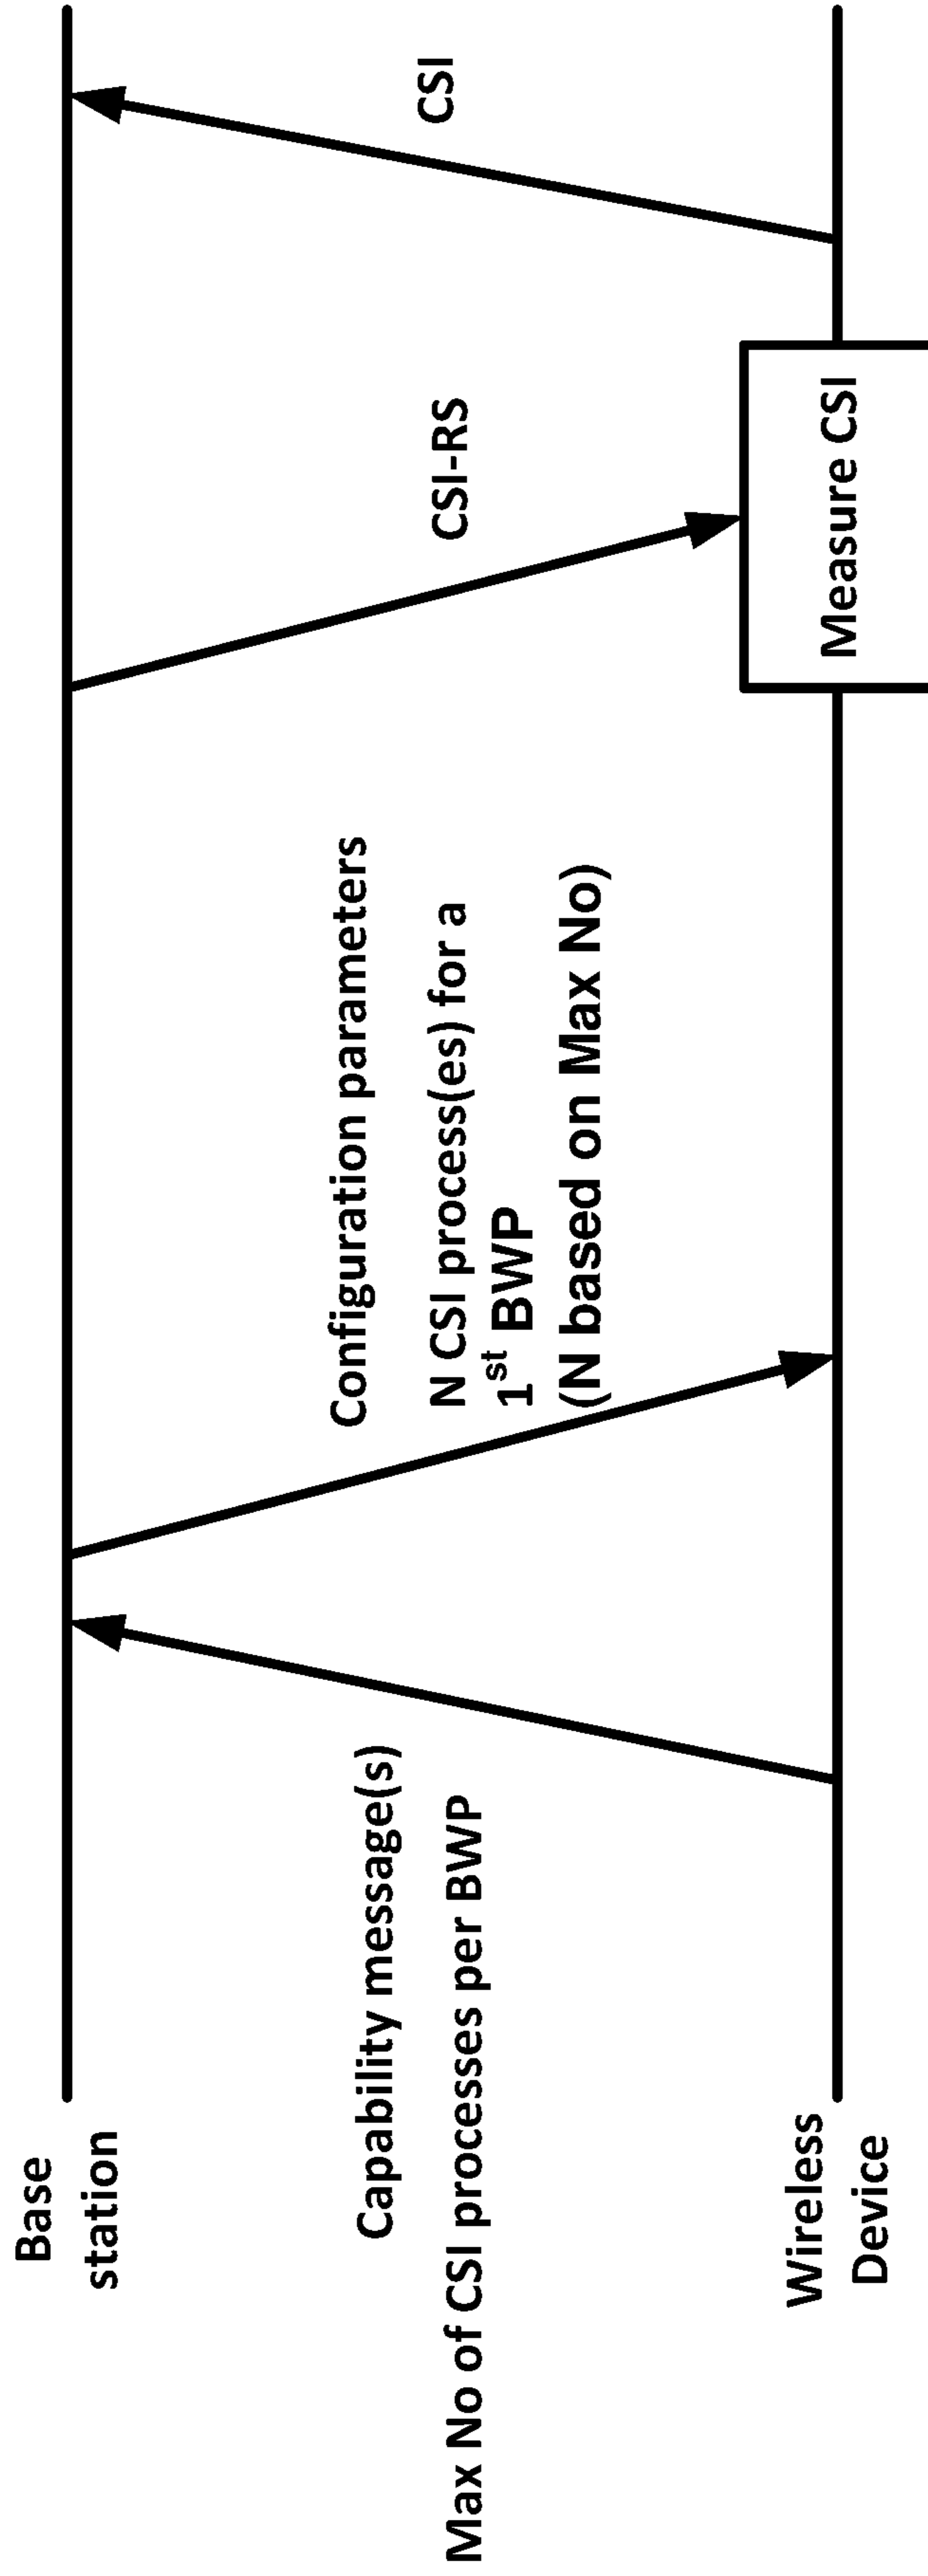 Base
station
Wireless
Device
Capability message(s)
Max No of CSI processes per BWP
Configuration parameters
N CSI process(es) for a
1st BWP
(N based on Max No)
CSI-RS
Measure CSI
CSI